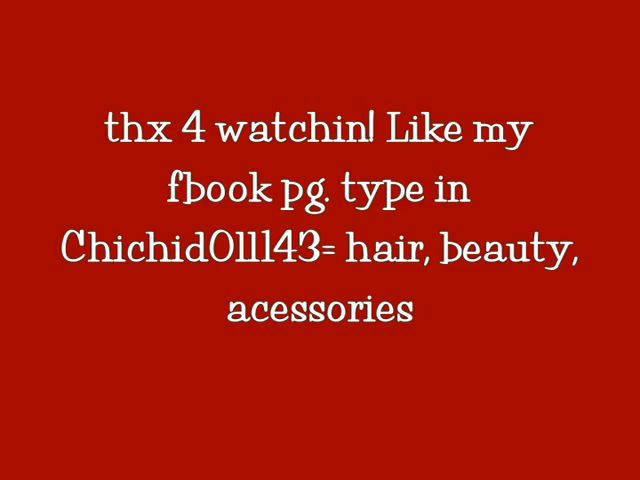 thx 4 watchin! Like my
fbook pg. type in
Chichid011143= hair, beauty,
acessories